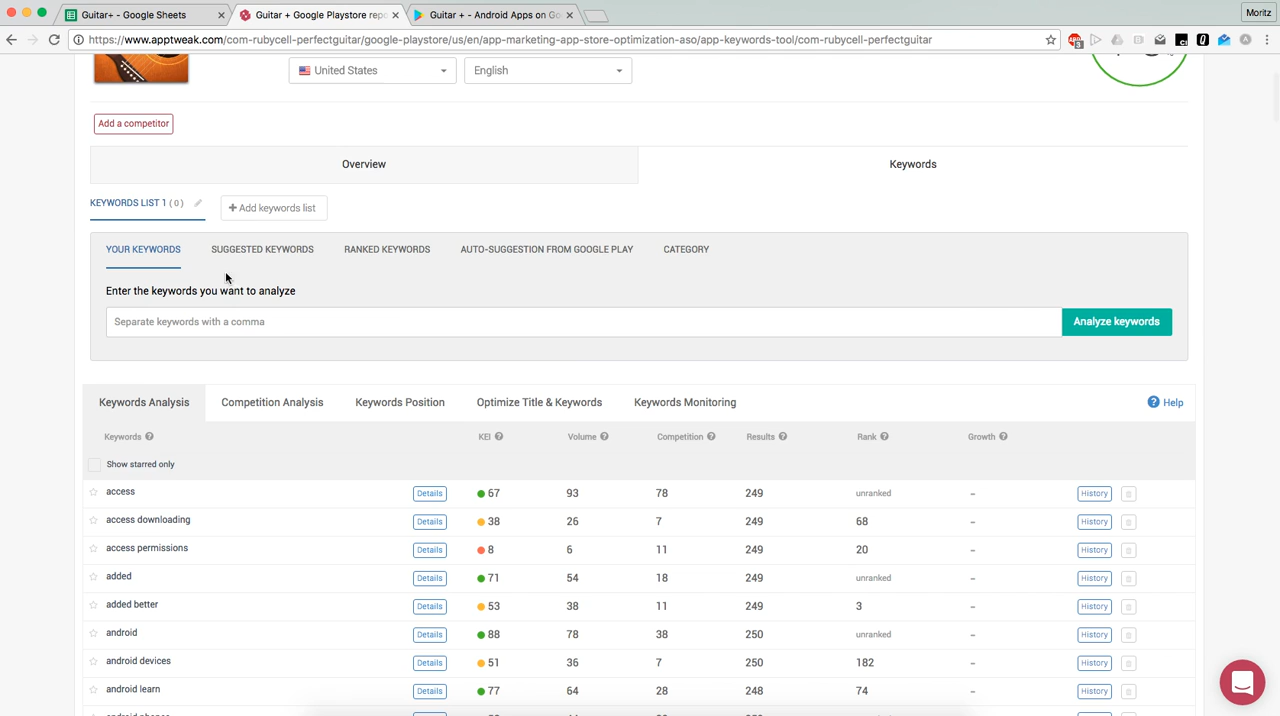 Guitar+ - Google Sheets
Guitar + Google Playstore repo
Guitar + - Android Apps on Go
Moritz
https://www.apptweak.com/com-rubycell-perfectguitar/google-playstore/us/en/app-marketing-app-store-optimization-aso/app-keywords-tool/com-rubycell-perfectguitar
United States
English
Add a competitor
Overview
Keywords
KEYWORDS LIST 1 ( 0 )
+ Add keywords list
YOUR KEYWORDS
SUGGESTED KEYWORDS
RANKED KEYWORDS
AUTO-SUGGESTION FROM GOOGLE PLAY
CATEGORY
Enter the keywords you want to analyze
Separate keywords with a comma
Analyze keywords
Keywords Analysis
Competition Analysis
Keywords Position
Optimize Title & Keywords
Keywords Monitoring
? Help
Keywords ? KEI ? Volume ? Competition ? Results ? Rank ? Growth ?
Show starred only
access Details 67 93 78 249 unranked – History
access downloading Details 38 26 7 249 68 – History
access permissions Details 8 6 11 249 20 – History
added Details 71 54 18 249 unranked – History
added better Details 53 38 11 249 3 – History
android Details 88 78 38 250 unranked – History
android devices Details 51 36 7 250 182 – History
android learn Details 77 64 28 248 74 – History